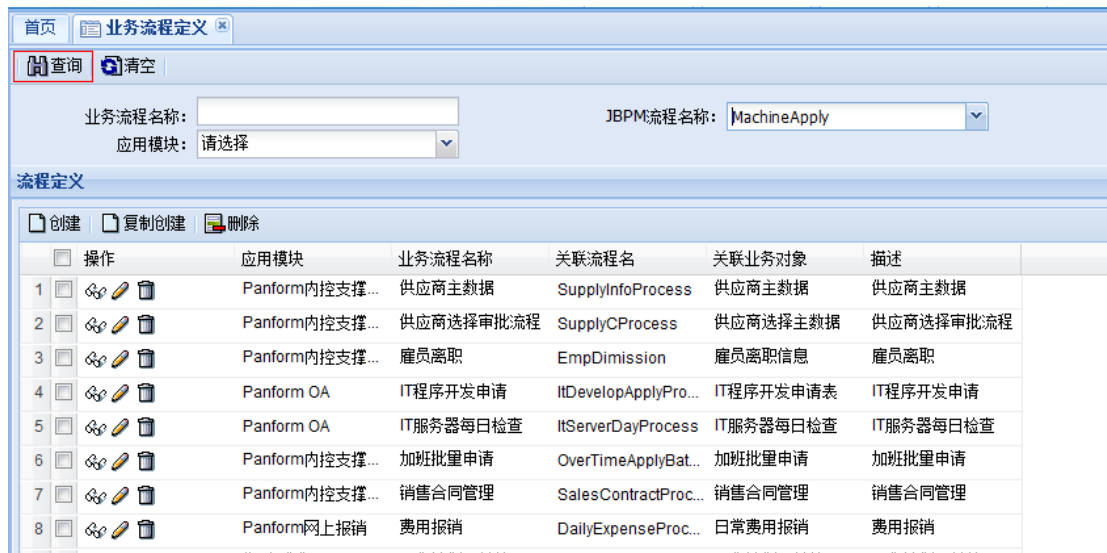 首页 业务流程定义
查询 清空
业务流程名称： JBPM流程名称： MachineApply
应用模块： 请选择
流程定义
创建 复制创建 删除
操作 应用模块 业务流程名称 关联流程名 关联业务对象 描述
1 Panform内控支撑... 供应商主数据 SupplyInfoProcess 供应商主数据 供应商主数据
2 Panform内控支撑... 供应商选择审批流程 SupplyCProcess 供应商选择主数据 供应商选择审批流程
3 Panform内控支撑... 雇员离职 EmpDimission 雇员离职信息 雇员离职
4 Panform OA IT程序开发申请 ItDevelopApplyPro... IT程序开发申请表 IT程序开发申请
5 Panform OA IT服务器每日检查 ItServerDayProcess IT服务器每日检查 IT服务器每日检查
6 Panform内控支撑... 加班批量申请 OverTimeApplyBat... 加班批量申请 加班批量申请
7 Panform内控支撑... 销售合同管理 SalesContractProc... 销售合同管理 销售合同管理
8 Panform网上报销 费用报销 DailyExpenseProc... 日常费用报销 费用报销